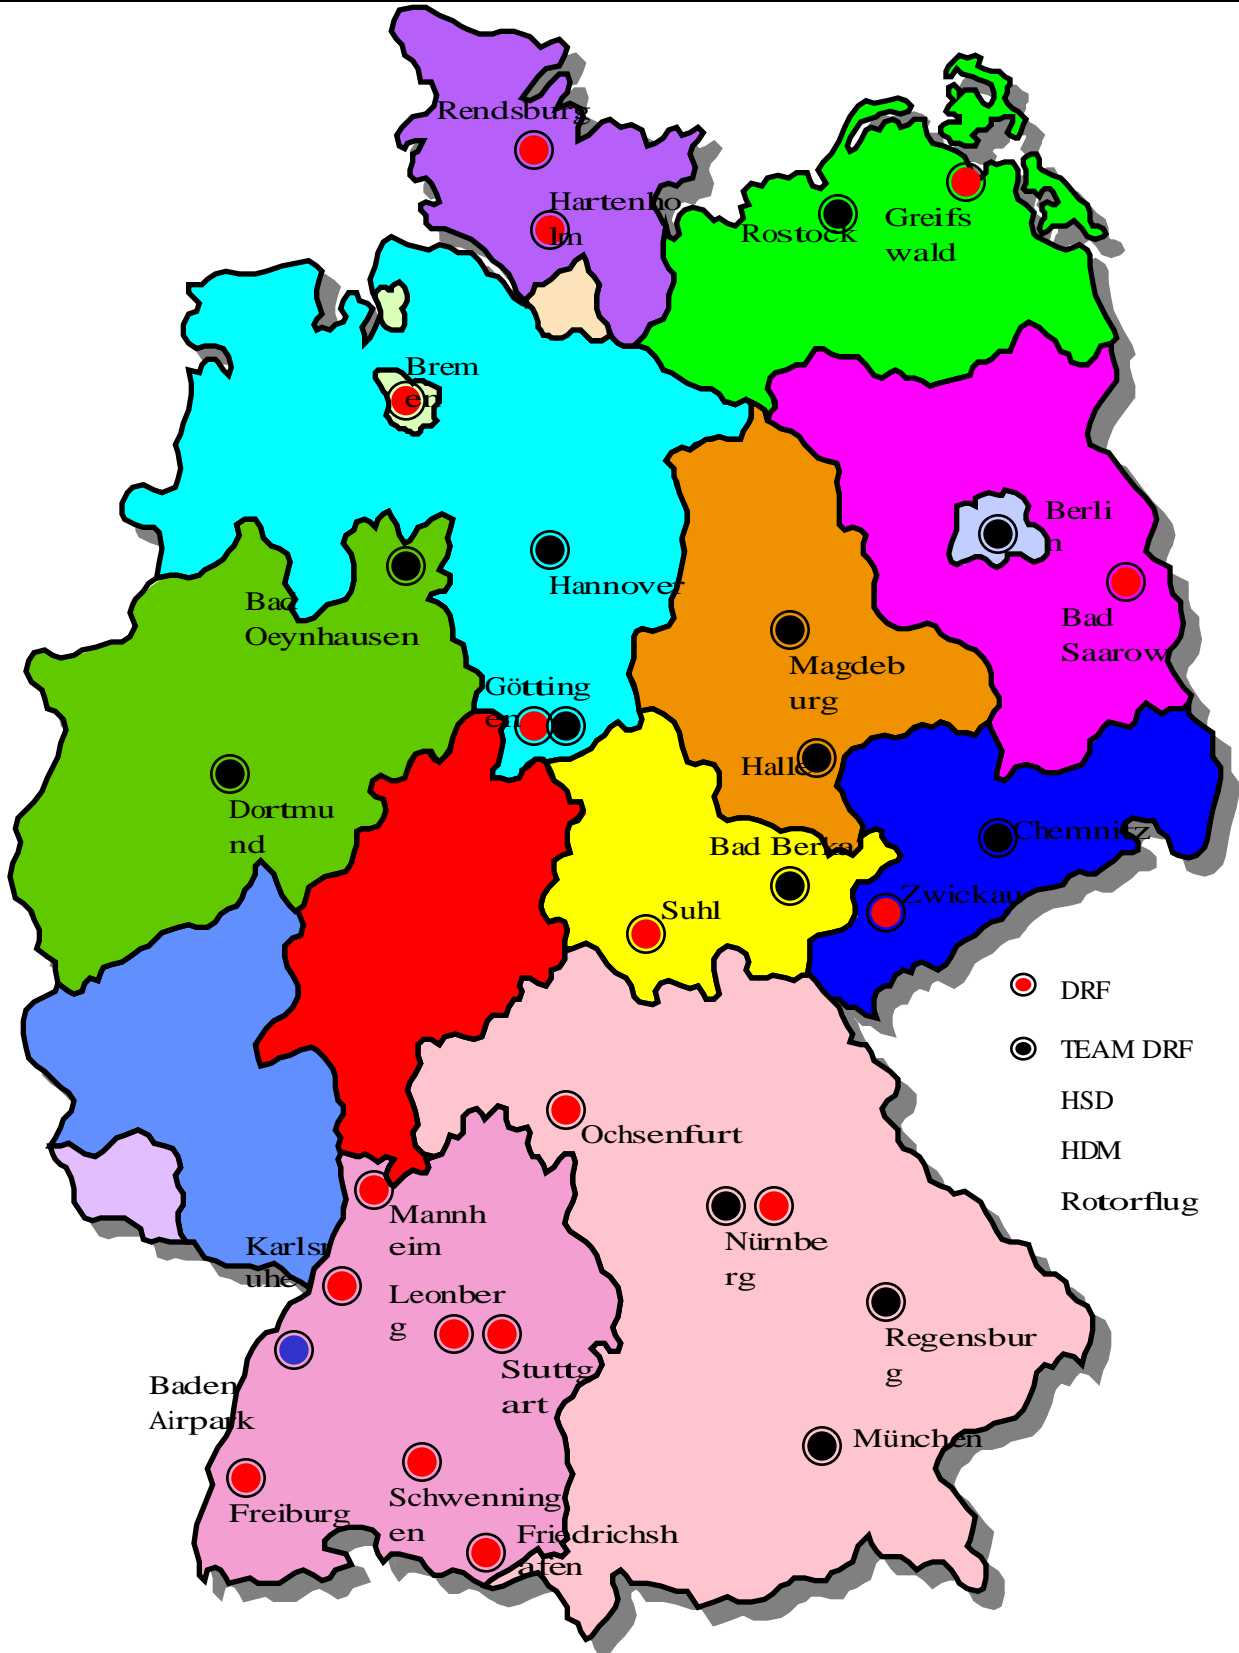 Rendsburg
Hartenho
lm
Rostock
Greifs
wald
Brem
en
Berli
n
Hannover
Bad
Oeynhausen
Bad
Saarow
Magdeb
urg
Götting
en
Halle
Dortmu
nd
Chemnitz
Bad Berka
Zwickau
Suhl
DRF
TEAM DRF
HSD
HDM
Rotorflug
Ochsenfurt
Mannh
eim
Nürnbe
rg
Karlsr
uhe
Leonber
g
Regensbur
g
Stuttg
art
Baden
Airpark
München
Schwenning
en
Freiburg
Friedrichsh
afen